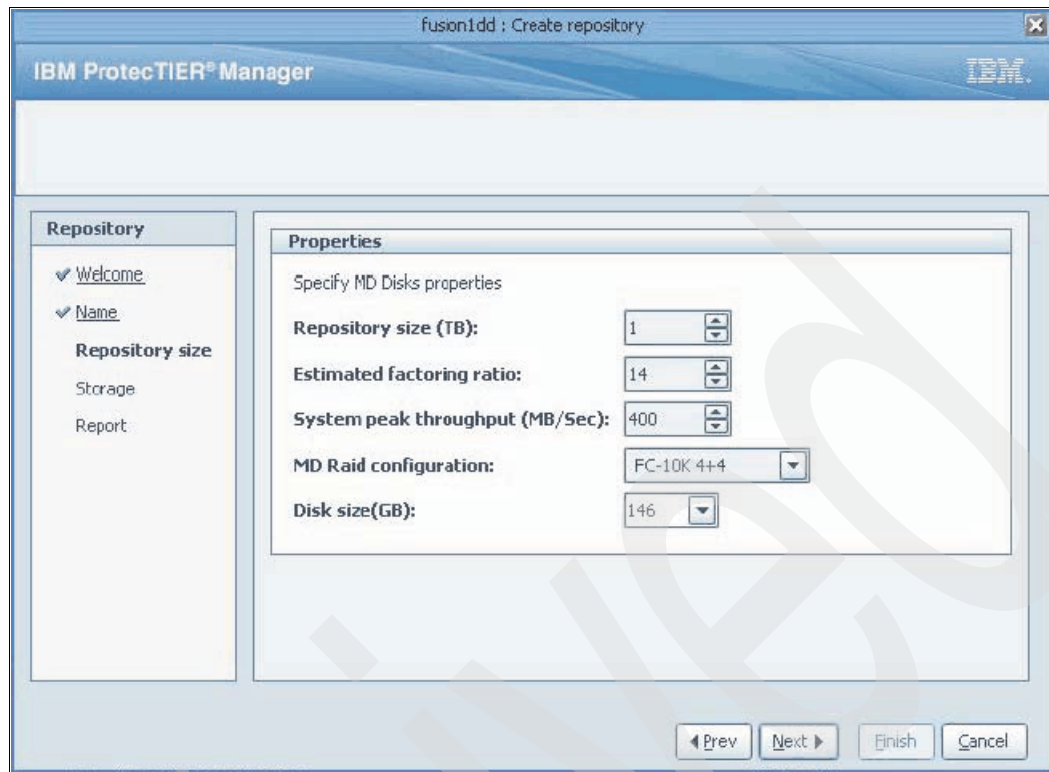 fusion1dd : Create repository
IBM ProtecTIER® Manager
IBM.
Repository
Welcome
Name
Repository size
Storage
Report
Properties
Specify MD Disks properties
Repository size (TB): 1
Estimated factoring ratio: 14
System peak throughput (MB/Sec): 400
MD Raid configuration: FC-10K 4+4
Disk size(GB): 146
Prev Next Finish Cancel